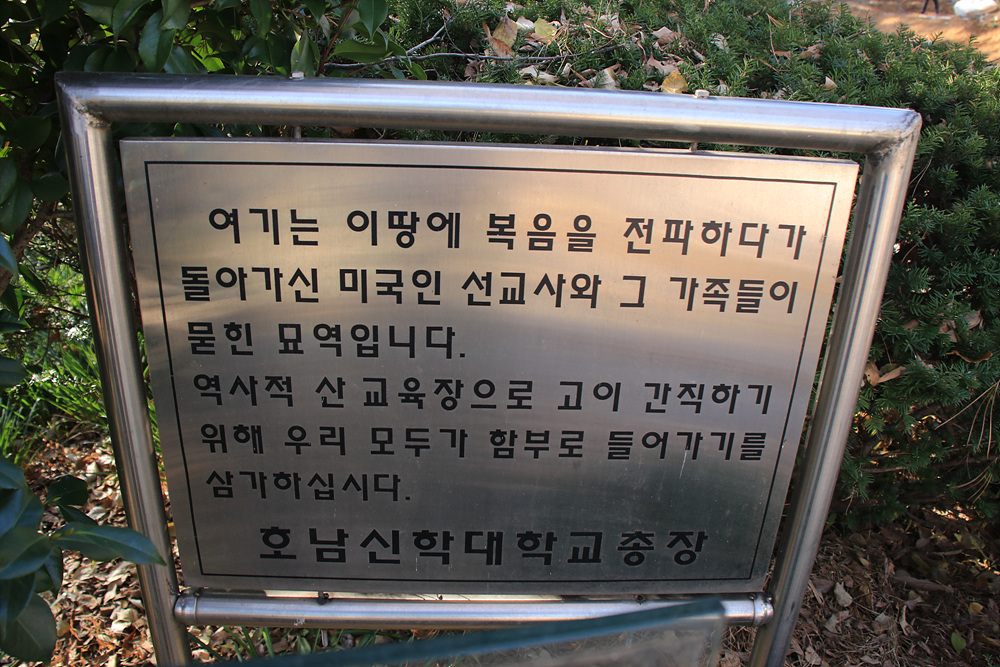 여기는 이땅에 복음을 전파하다가
돌아가신 미국인 선교사와 그 가족들이
묻힌 묘역입니다.
역사적 산 교육장으로 고이 간직하기
위해 우리 모두가 함부로 들어가기를
삼가하십시다.
호남신학대학교총장